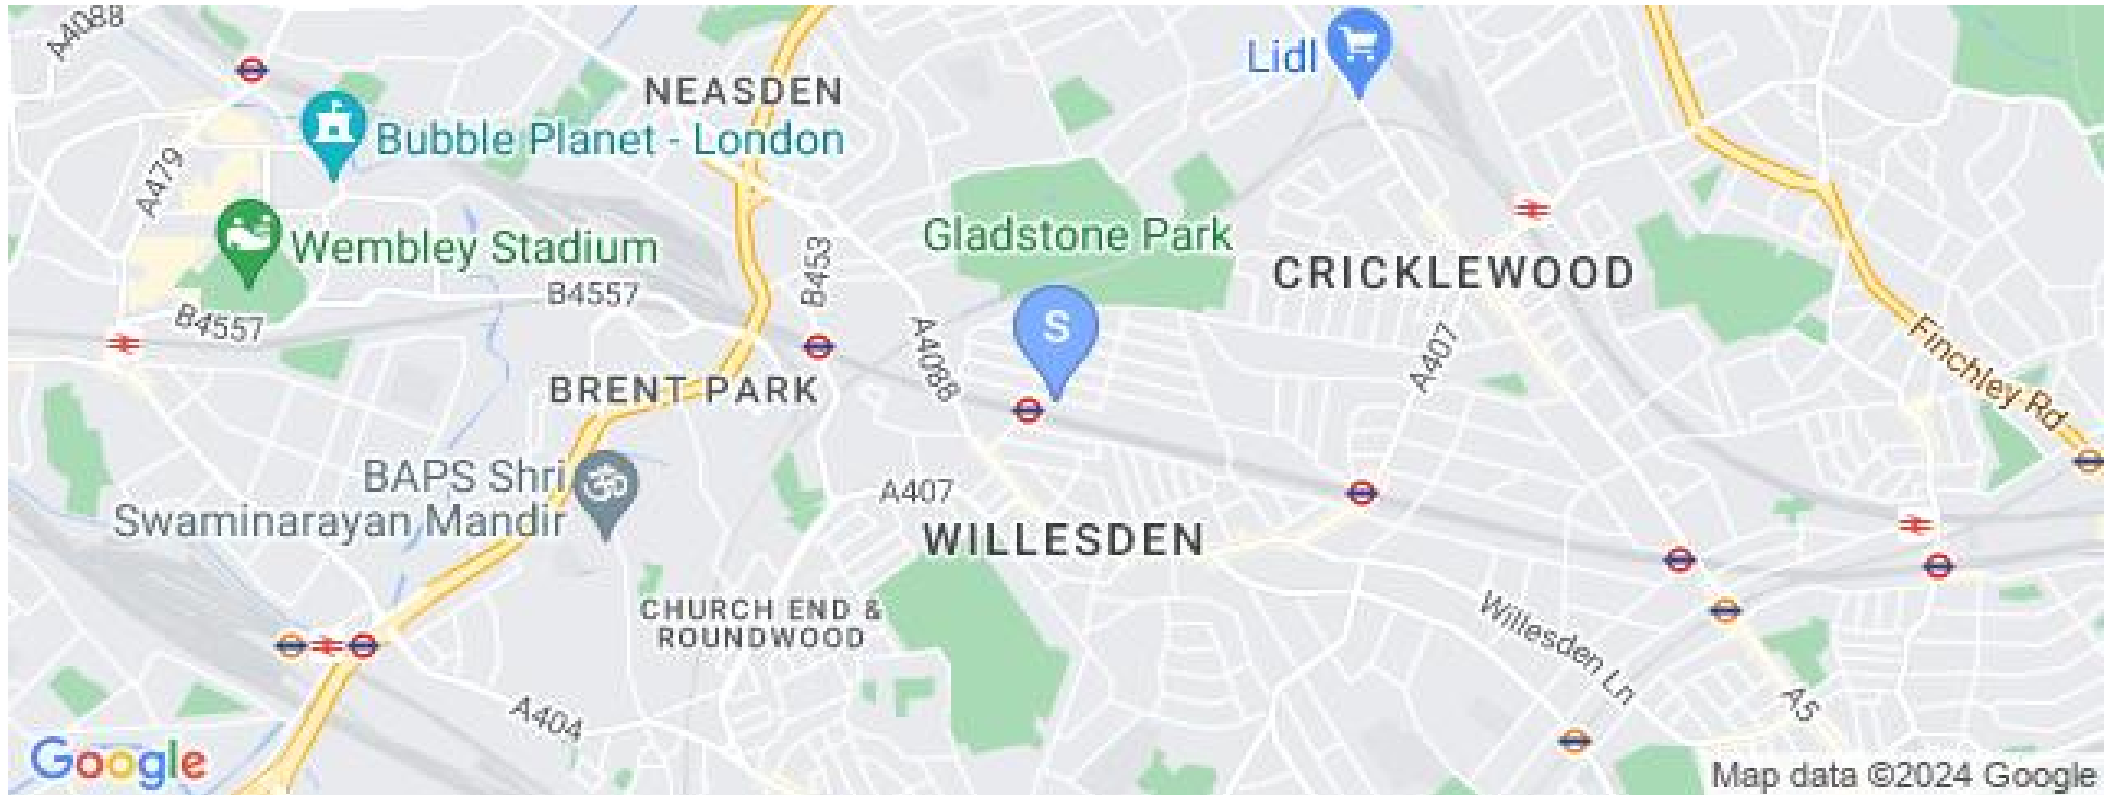 A4088
NEASDEN
Lidl
Bubble Planet - London
A479
Gladstone Park
Wembley Stadium
B453
CRICKLEWOOD
B4557
B4557
S
A4088
A407
Finchley Rd
BRENT PARK
BAPS Shri
Swaminarayan Mandir
A407
WILLESDEN
CHURCH END &
ROUNDWOOD
Willesden Ln
A404
A5
Google
Map data ©2024 Google